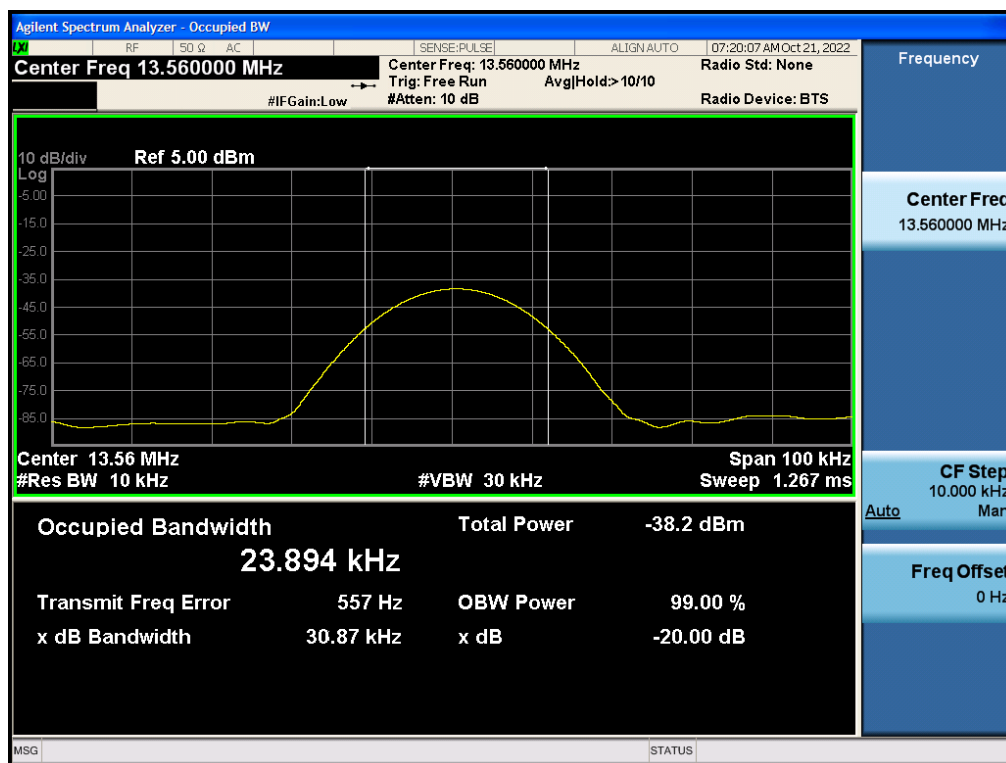 Agilent Spectrum Analyzer - Occupied BW
LXI RF 50 Ω AC SENSE:PULSE ALIGN AUTO 07:20:07 AM Oct 21, 2022
Center Freq 13.560000 MHz
Center Freq: 13.560000 MHz
Radio Std: None
Trig: Free Run Avg|Hold:> 10/10
#IFGain:Low
#Atten: 10 dB
Radio Device: BTS
10 dB/div Ref 5.00 dBm
Log
-5.00
-15.0
-25.0
-35.0
-45.0
-55.0
-65.0
-75.0
-85.0
Center 13.56 MHz Span 100 kHz
#Res BW 10 kHz #VBW 30 kHz Sweep 1.267 ms
Occupied Bandwidth Total Power -38.2 dBm
23.894 kHz
Transmit Freq Error 557 Hz OBW Power 99.00 %
x dB Bandwidth 30.87 kHz x dB -20.00 dB
MSG STATUS
Frequency
Center Freq
13.560000 MHz
CF Step
10.000 kHz
Auto Man
Freq Offset
0 Hz